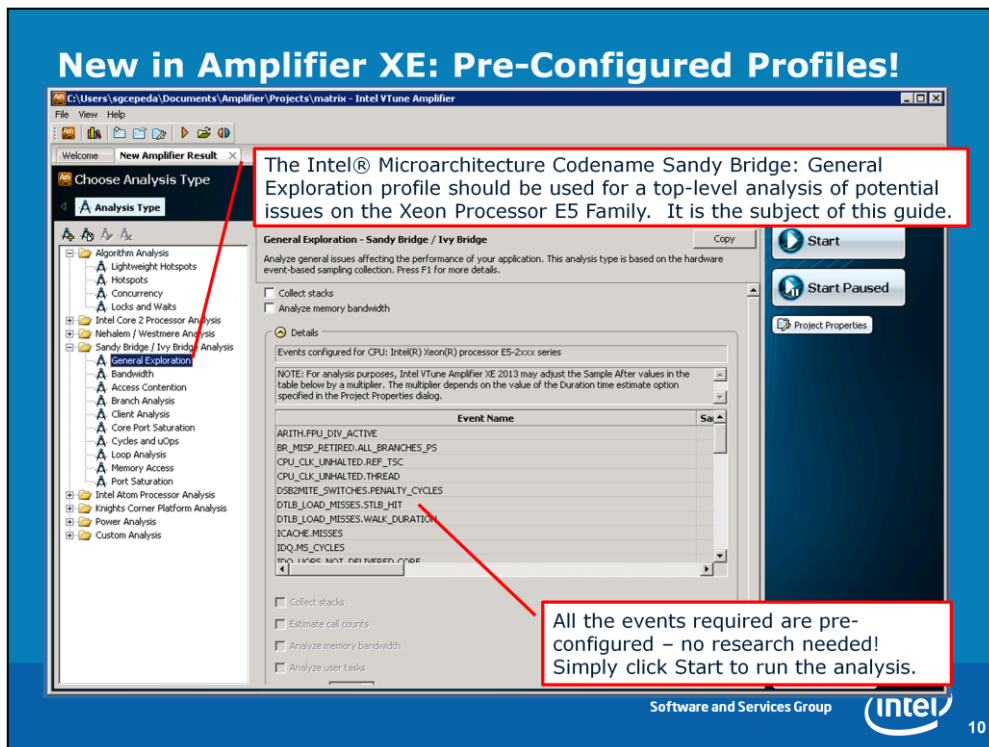 New in Amplifier XE: Pre-Configured Profiles!
C:\Users\sgcepeda\Documents\Amplifier\Projects\matrix - Intel VTune Amplifier
File View Help
Welcome New Amplifier Result
The Intel® Microarchitecture Codename Sandy Bridge: General
Exploration profile should be used for a top-level analysis of potential
issues on the Xeon Processor E5 Family. It is the subject of this guide.
Choose Analysis Type
Analysis Type
Algorithm Analysis
Lightweight Hotspots
Hotspots
Concurrency
Locks and Waits
Intel Core 2 Processor Analysis
Nehalem / Westmere Analysis
Sandy Bridge / Ivy Bridge Analysis
General Exploration
Bandwidth
Access Contention
Branch Analysis
Client Analysis
Core Port Saturation
Cycles and uOps
Loop Analysis
Memory Access
Port Saturation
Intel Atom Processor Analysis
Knights Corner Platform Analysis
Power Analysis
Custom Analysis
General Exploration - Sandy Bridge / Ivy Bridge
Copy
Analyze general issues affecting the performance of your application. This analysis type is based on the hardware
event-based sampling collection. Press F1 for more details.
Collect stacks
Analyze memory bandwidth
Details
Events configured for CPU: Intel(R) Xeon(R) processor E5-2xxx series
NOTE: For analysis purposes, Intel VTune Amplifier XE 2013 may adjust the Sample After values in the
table below by a multiplier. The multiplier depends on the value of the Duration time estimate option
specified in the Project Properties dialog.
Event Name
ARITH.FPU_DIV_ACTIVE
BR_MISP_RETIRED.ALL_BRANCHES_PS
CPU_CLK_UNHALTED.REF_TSC
CPU_CLK_UNHALTED.THREAD
DSB2MITE_SWITCHES.PENALTY_CYCLES
DTLB_LOAD_MISSES.STLB_HIT
DTLB_LOAD_MISSES.WALK_DURATION
ICACHE.MISSES
IDQ.MS_CYCLES
IDQ_UOPS_NOT_DELIVERED.CORE
Collect stacks
Estimate call counts
Analyze memory bandwidth
Analyze user tasks
Start
Start Paused
Project Properties
All the events required are pre-
configured – no research needed!
Simply click Start to run the analysis.
Software and Services Group
intel
10